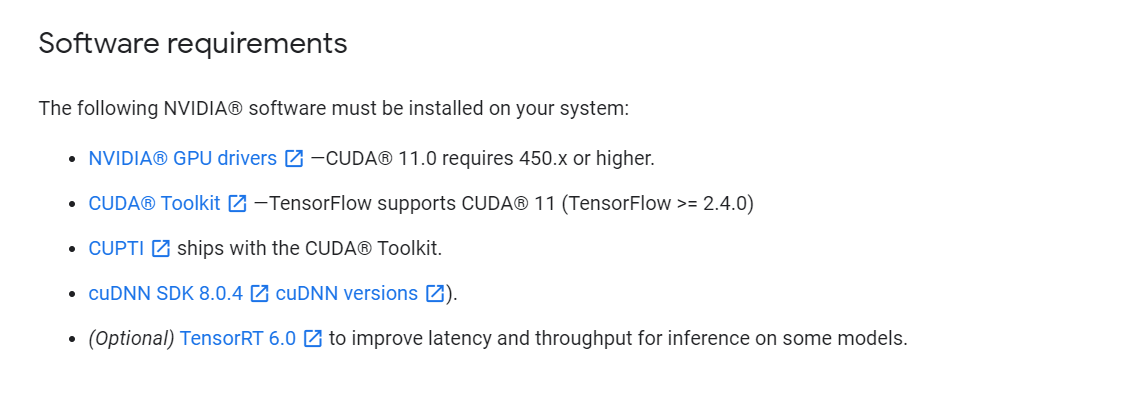 Software requirements
The following NVIDIA® software must be installed on your system:
• NVIDIA® GPU drivers —CUDA® 11.0 requires 450.x or higher.
• CUDA® Toolkit —TensorFlow supports CUDA® 11 (TensorFlow >= 2.4.0)
• CUPTI ships with the CUDA® Toolkit.
• cuDNN SDK 8.0.4 cuDNN versions ).
• (Optional) TensorRT 6.0 to improve latency and throughput for inference on some models.